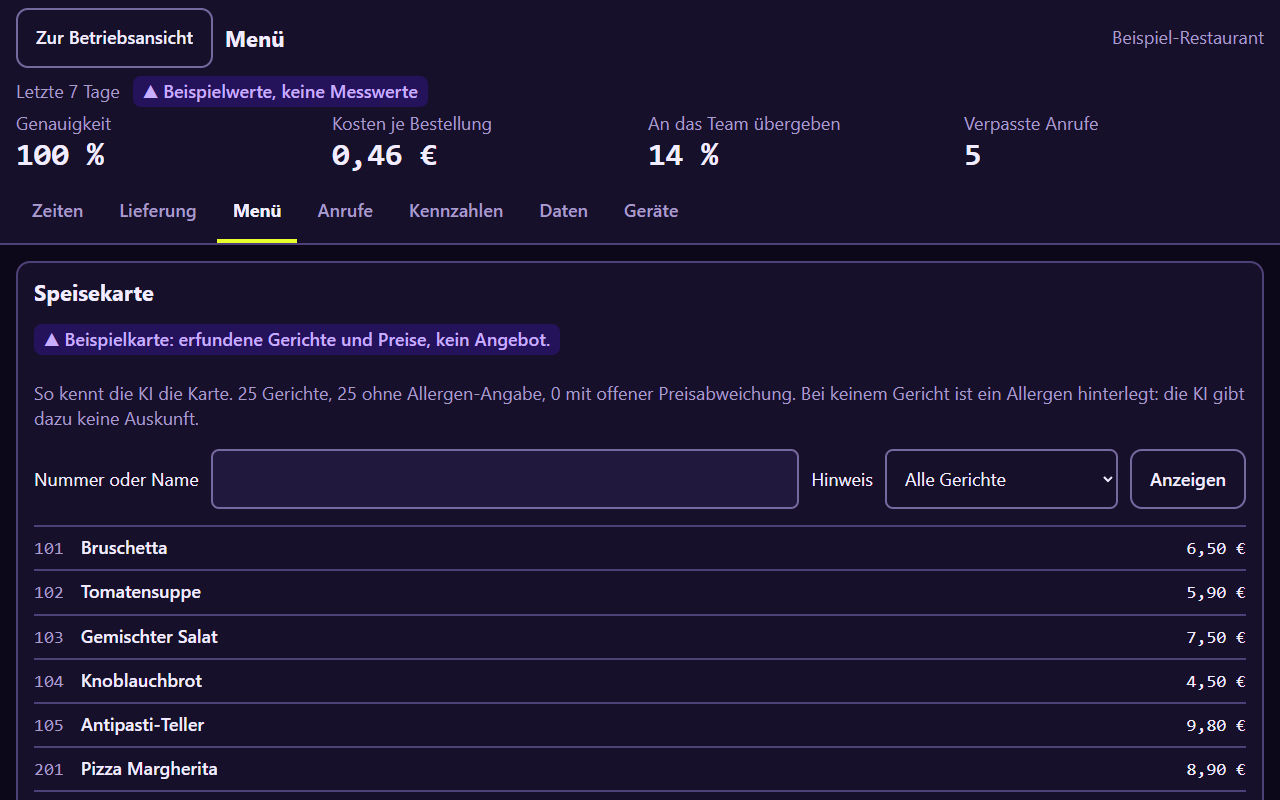 Zur Betriebsansicht
Menü
Beispiel-Restaurant
Letzte 7 Tage
▲ Beispielwerte, keine Messwerte
Genauigkeit
Kosten je Bestellung
An das Team übergeben
Verpasste Anrufe
100 %
0,46 €
14 %
5
Zeiten
Lieferung
Menü
Anrufe
Kennzahlen
Daten
Geräte
Speisekarte
▲ Beispielkarte: erfundene Gerichte und Preise, kein Angebot.
So kennt die KI die Karte. 25 Gerichte, 25 ohne Allergen-Angabe, 0 mit offener Preisabweichung. Bei keinem Gericht ist ein Allergen hinterlegt: die KI gibt
dazu keine Auskunft.
Nummer oder Name
Hinweis
Alle Gerichte
Anzeigen
101 Bruschetta 6,50 €
102 Tomatensuppe 5,90 €
103 Gemischter Salat 7,50 €
104 Knoblauchbrot 4,50 €
105 Antipasti-Teller 9,80 €
201 Pizza Margherita 8,90 €